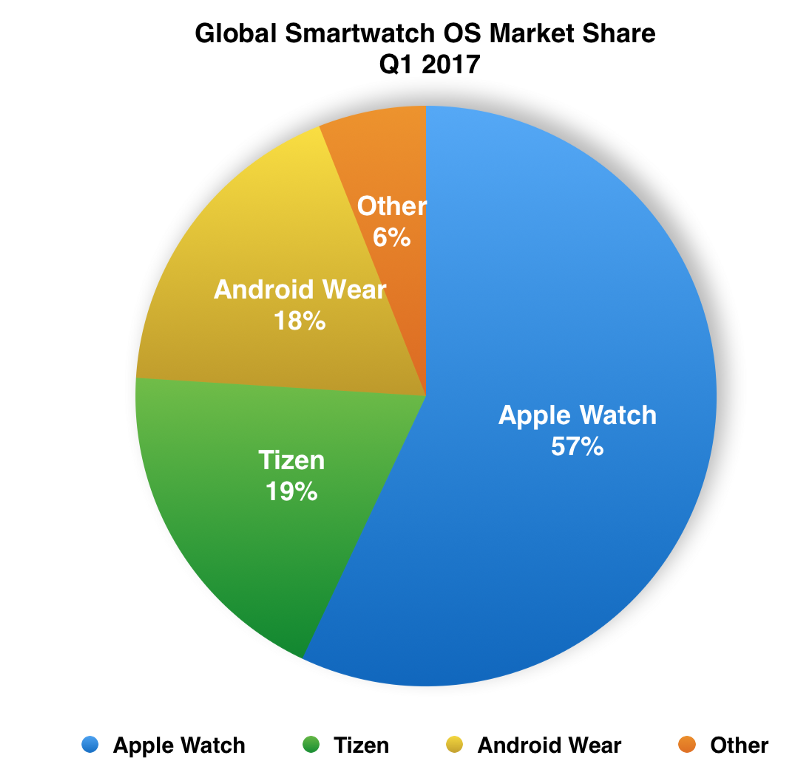 Global Smartwatch OS Market Share
Q1 2017
Other
6%
Android Wear
18%
Apple Watch
57%
Tizen
19%
Apple Watch
Tizen
Android Wear
Other